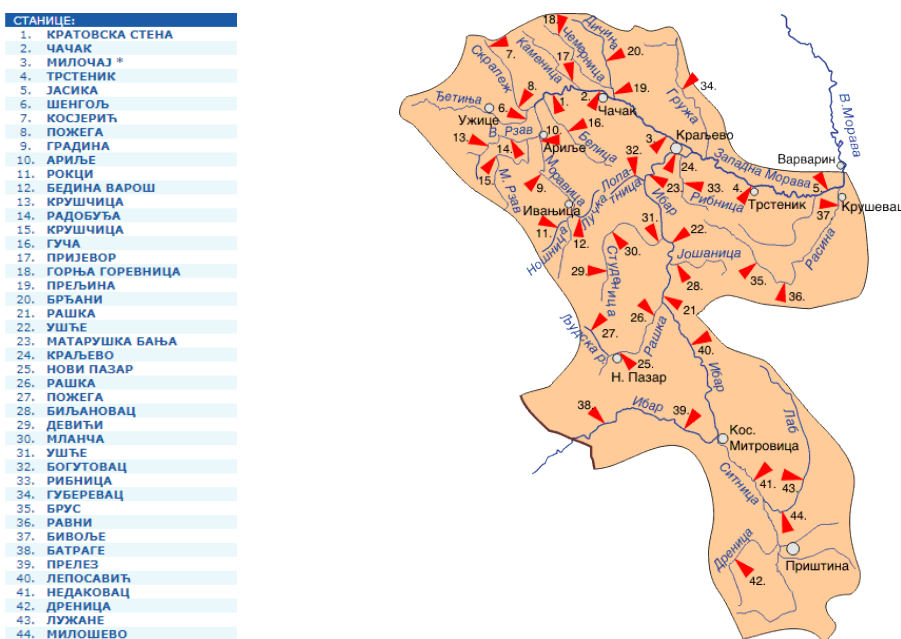 СТАНИЦЕ:
1. КРАТОВСКА СТЕНА
2. ЧАЧАК
3. МИЛОЧАЈ *
4. ТРСТЕНИК
5. ЈАСИКА
6. ШЕНГОЉ
7. КОСЈЕРИЋ
8. ПОЖЕГА
9. ГРАДИНА
10. АРИЉЕ
11. РОКЦИ
12. БЕДИНА ВАРОШ
13. КРУШЧИЦА
14. РАДОБУЂА
15. КРУШЧИЦА
16. ГУЧА
17. ПРИЈЕВОР
18. ГОРЊА ГОРЕВНИЦА
19. ПРЕЉИНА
20. БРЂАНИ
21. РАШКА
22. УШЋЕ
23. МАТАРУШКА БАЊА
24. КРАЉЕВО
25. НОВИ ПАЗАР
26. РАШКА
27. ПОЖЕГА
28. БИЉАНОВАЦ
29. ДЕВИЋИ
30. МЛАНЧА
31. УШЋЕ
32. БОГУТОВАЦ
33. РИБНИЦА
34. ГУБЕРЕВАЦ
35. БРУС
36. РАВНИ
37. БИВОЉЕ
38. БАТРАГЕ
39. ПРЕЛЕЗ
40. ЛЕПОСАВИЋ
41. НЕДАКОВАЦ
42. ДРЕНИЦА
43. ЛУЖАНЕ
44. МИЛОШЕВО
18.
Дичина
Чемерница
Каменица
20.
7.
17.
Скрапеж
34.
Гружа
В.Морава
Ђетиња
8.
1.
2.
19.
6.
Ужице
Чачак
16.
В. Рзав
10.
Ариље
Белица
3.
Краљево
13.
14.
32.
24.
Западна Морава
Варварин
15.
М. Рзав
9.
Моравица
Лопа-
тница
23.
33.
Рибница
4.
Трстеник
5.
37.
Крушевац
Ивањица
Лучка
Ибар
11.
12.
Ношница
31.
22.
30.
Јошаница
Расина
29.
Студеница
28.
35.
36.
21.
26.
Рашка
27.
Људска р.
25.
Н. Пазар
40.
Ибар
38
Ибар
39.
Лаб
Кос.
Митровица
Ситница
41.
43.
44.
Дреница
42.
Приштина